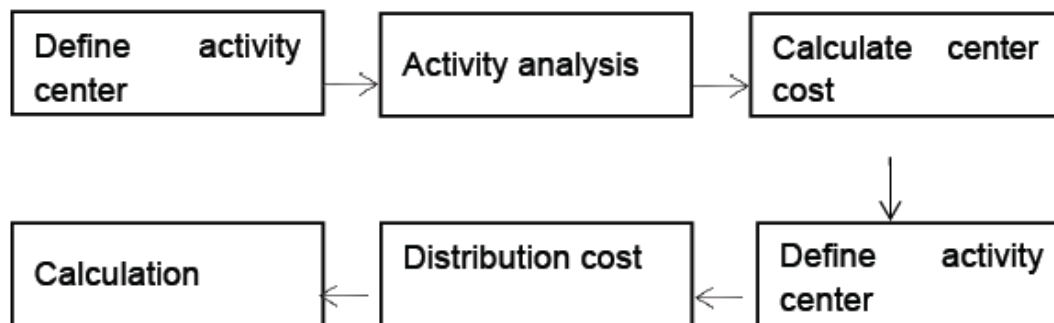 Define activity
center
Activity analysis
Calculate center
cost
Define activity
center
Distribution cost
Calculation